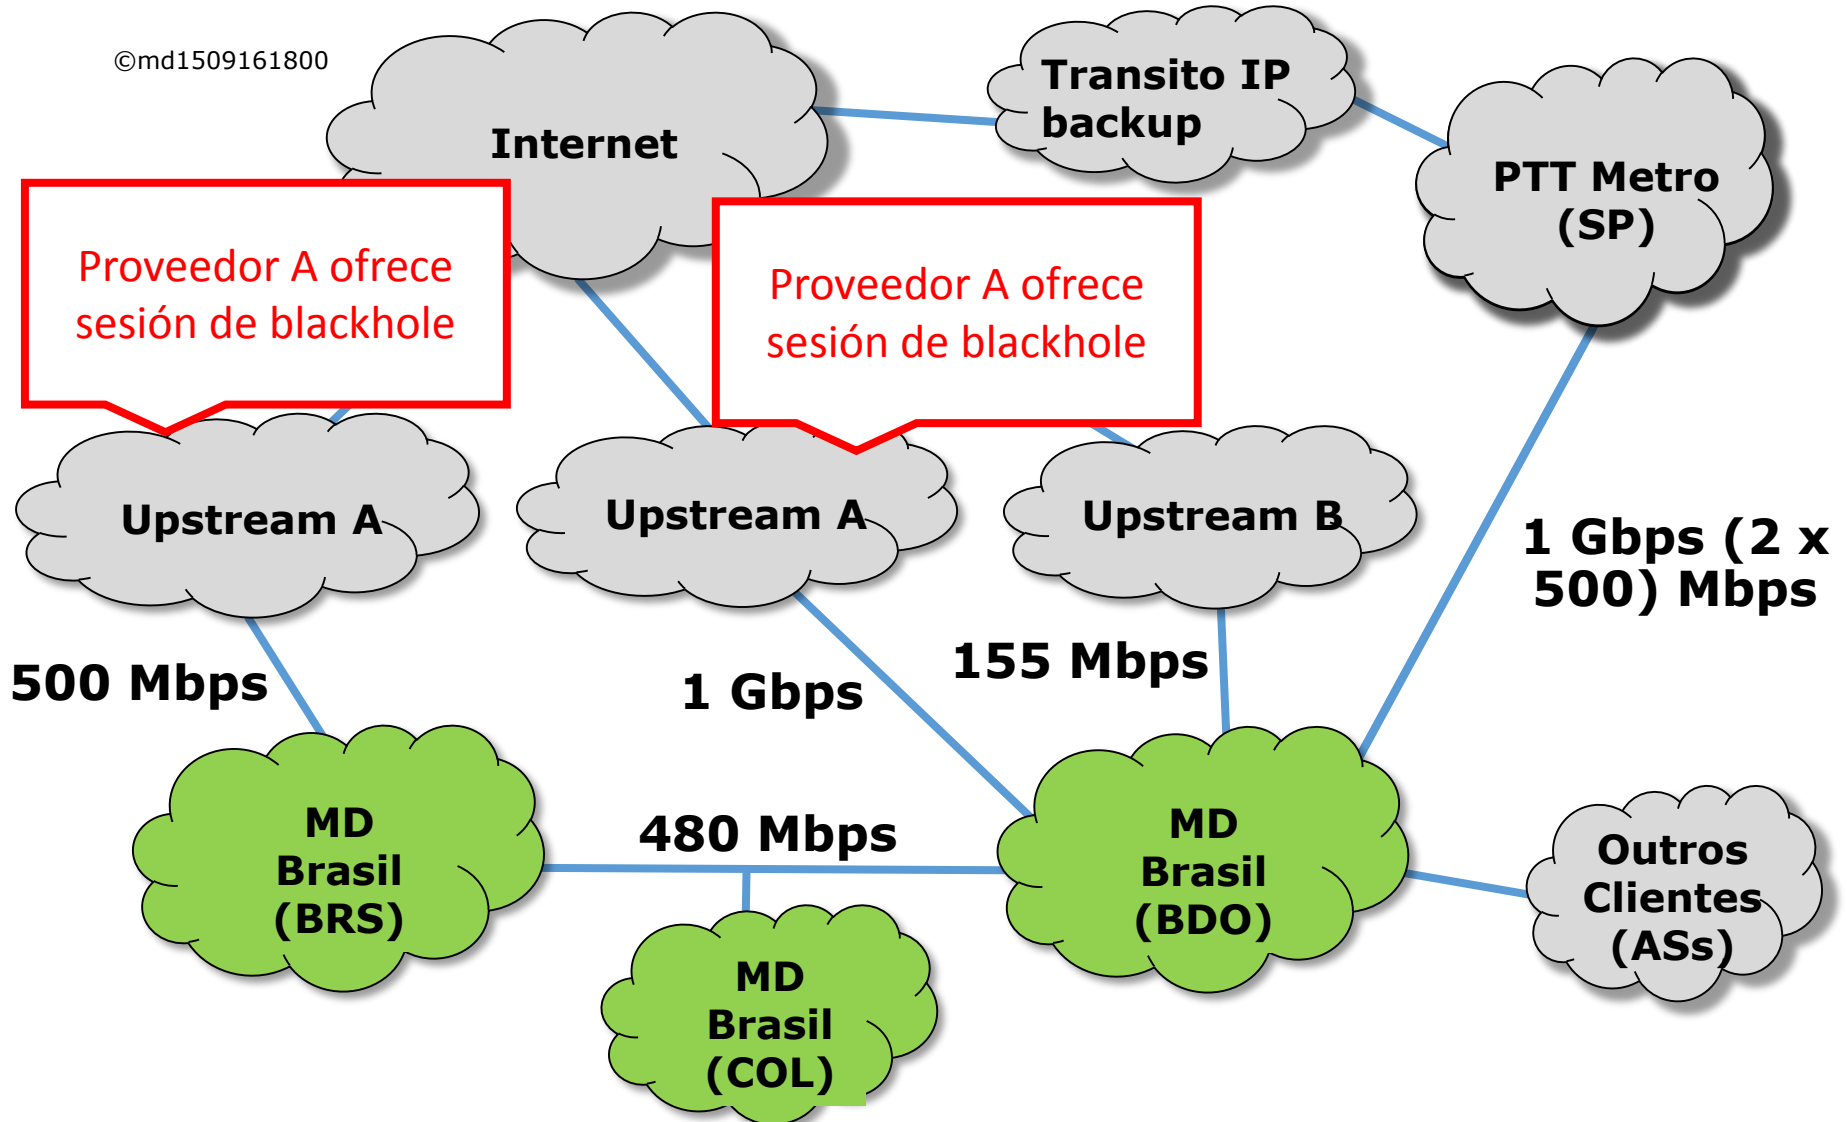 ©md1509161800
Internet
Transito IP
backup
PTT Metro
(SP)
Proveedor A ofrece
sesión de blackhole
Proveedor A ofrece
sesión de blackhole
Upstream A
Upstream A
Upstream B
1 Gbps (2 x
500) Mbps
500 Mbps
1 Gbps
155 Mbps
MD
Brasil
(BRS)
480 Mbps
MD
Brasil
(BDO)
Outros
Clientes
(ASs)
MD
Brasil
(COL)